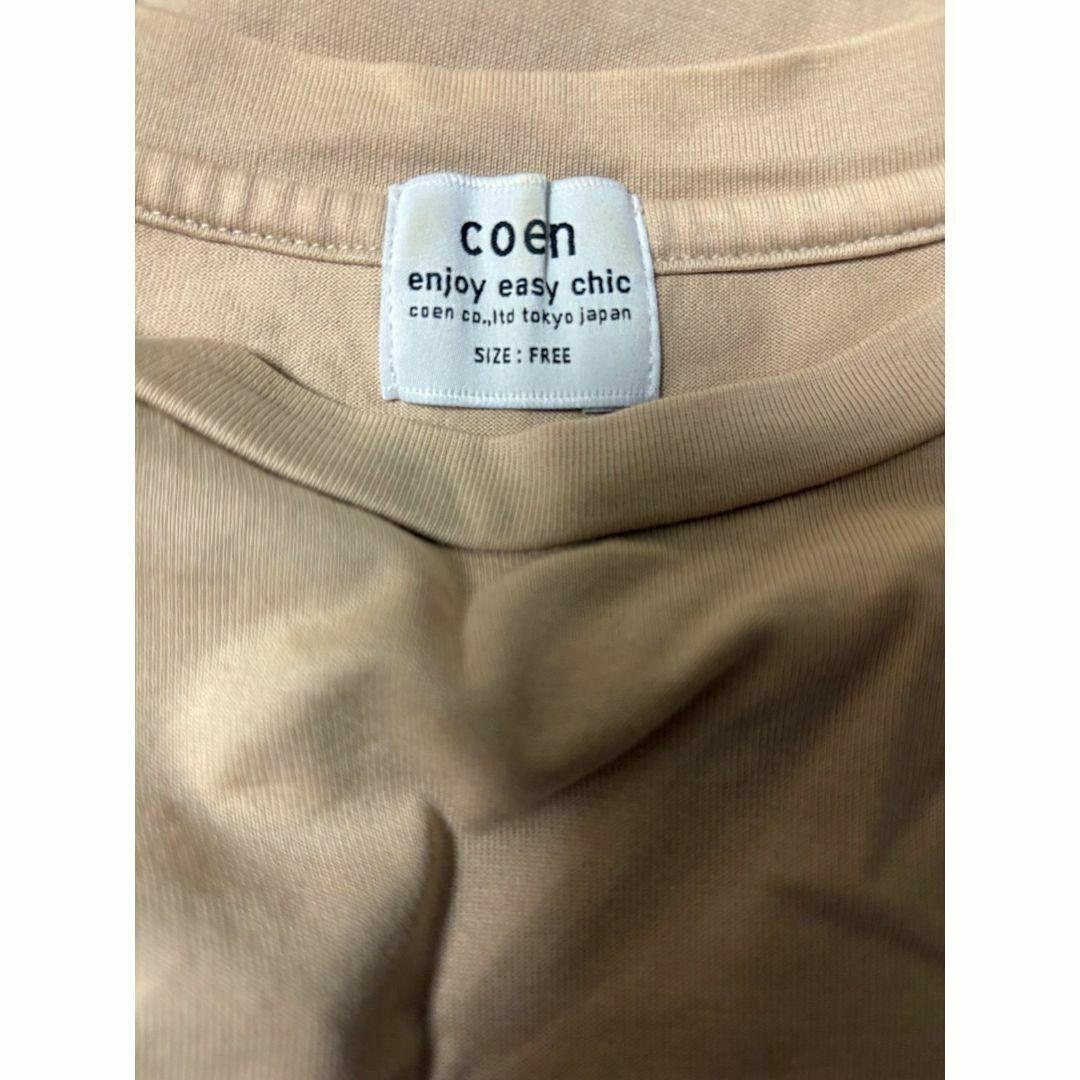 coen
enjoy easy chic
coen co.,ltd tokyo japan
SIZE : FREE